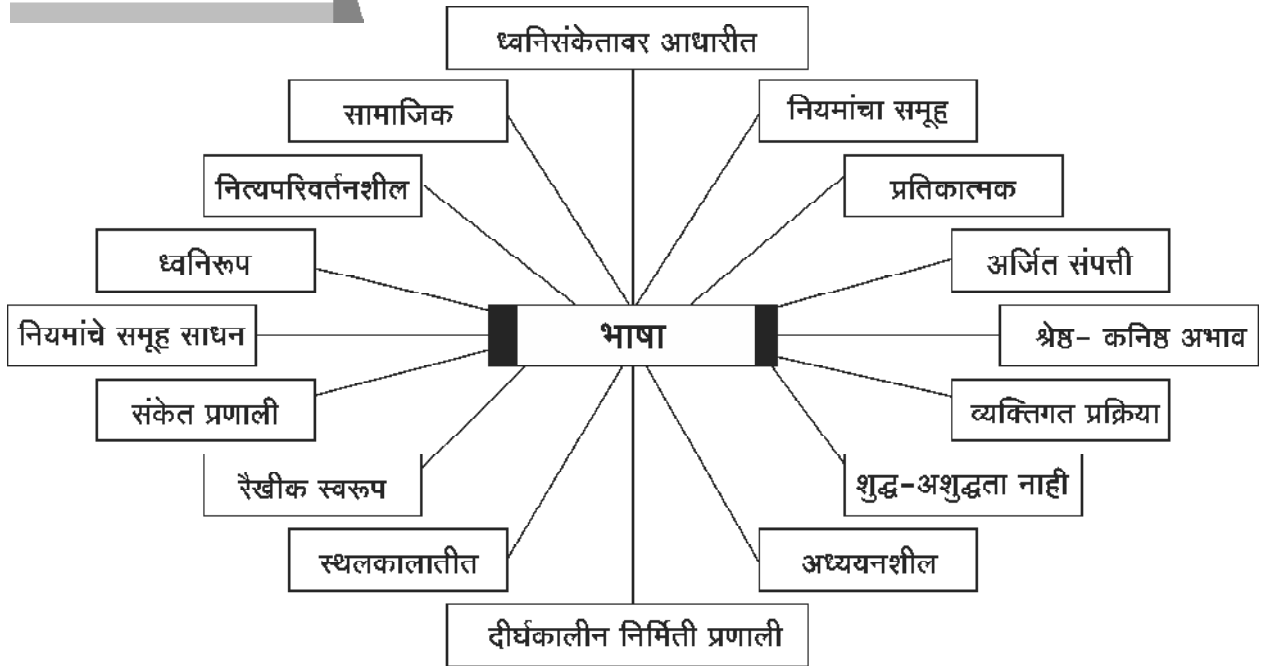 ध्वनिसंकेतावर आधारीत
सामाजिक
नियमांचा समूह
नित्यपरिवर्तनशील
प्रतिकात्मक
ध्वनिरूप
अर्जित संपत्ती
नियमांचे समूह साधन
भाषा
श्रेष्ठ- कनिष्ठ अभाव
संकेत प्रणाली
व्यक्तिगत प्रक्रिया
रैखीक स्वरूप
शुद्ध-अशुद्धता नाही
स्थलकालातीत
अध्ययनशील
दीर्घकालीन निर्मिती प्रणाली